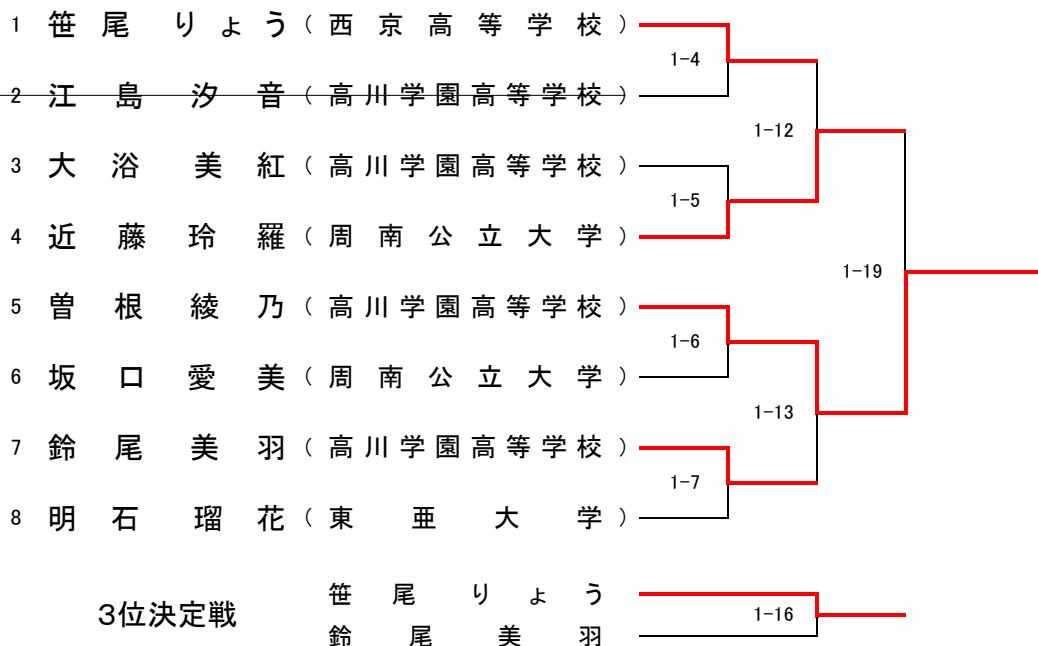 1 笹尾 りょう（西京高等学校）
1-4
2 江島 汐音（高川学園高等学校）
1-12
3 大浴 美紅（高川学園高等学校）
1-5
4 近藤玲羅（周南公立大学）
1-19
5 曽根綾乃（高川学園高等学校）
1-6
6 坂口愛美（周南公立大学）
1-13
7 鈴尾美羽（高川学園高等学校）
1-7
8 明石 瑠花（東亜大学）
3位決定戦
笹尾 りょう
1-16
鈴尾美羽